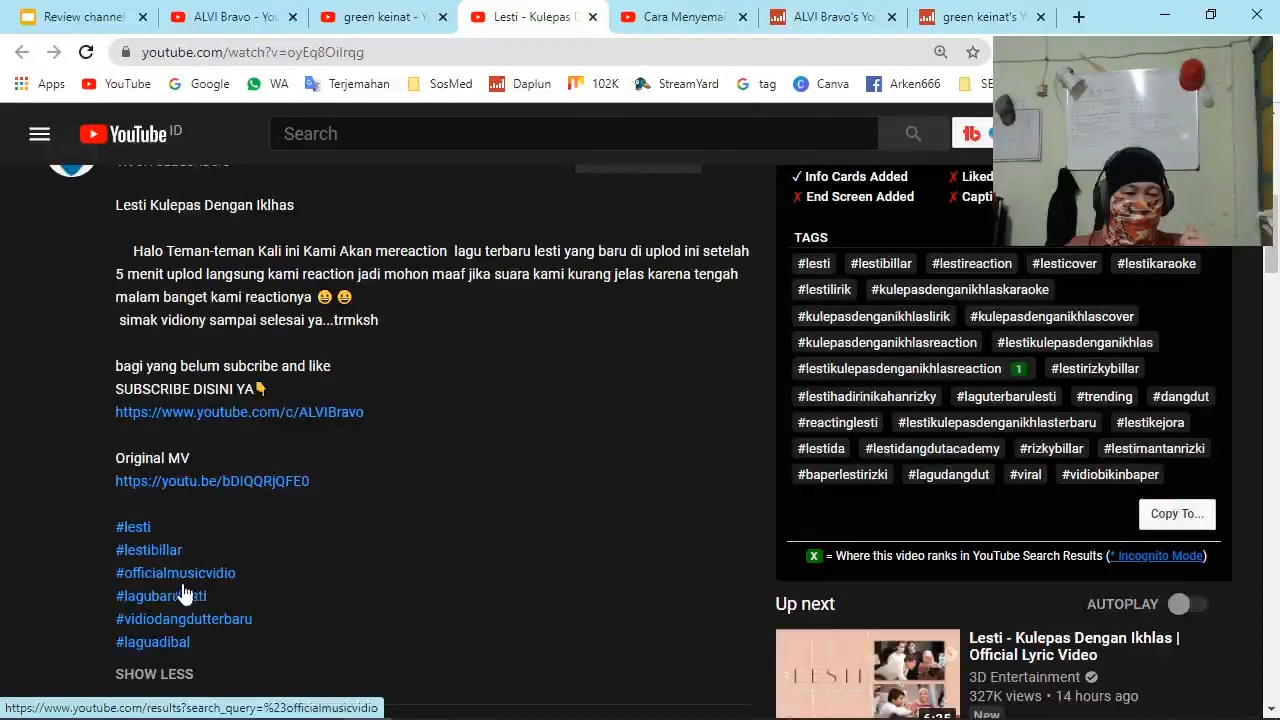 Review channe
ALVI Bravo - You
green keinat - Y
Lesti - Kulepas D
Cara Menyem
ALVI Bravo's Yo
green keinat's Y
youtube.com/watch?v=
Apps
YouTube
Google
WA
Terjemahan
SosMed
Daplun
102K
StreamYard
tag
Canva
Arken666
YouTube ID
Search
Lesti Kulepas Dengan Iklhas
Halo Teman-teman Kali ini Kami Akan mereaction lagu terbaru lesti yang baru di uplod ini setelah
5 menit uplod langsung kami reaction jadi mohon maaf jika suara kami kurang jelas karena tengah
malam banget kami reactionya 😆😆
simak vidiony sampai selesai ya...trmksh
bagi yang belum subcribe and like
SUBSCRIBE DISINI YA👇
https://www.youtube.com/c/ALVIBravo
Original MV
https://youtu.be/bDIQQRjQFE0
#lesti
#lestibillar
#officialmusicvidio
#vidiodangdutterbaru
#laguadibal
SHOW LESS
✓ Info Cards Added ✗ Liked
✗ End Screen Added ✗ Capti
TAGS
#lesti #lestibillar #lestireaction #lesticover #lestikaraoke
#lestilirik #kulepasdenganikhlaskaraoke
#kulepasdenganikhlaslirik #kulepasdenganikhlascover
#kulepasdenganikhlasreaction #lestikulepasdenganikhlas
#lestikulepasdenganikhlasreaction 1 #lestirizkybillar
#lestihadirinikahanrizky #laguterbarulesti #trending #dangdut
#reactinglesti #lestikulepasdenganikhlasterbaru #lestikejora
#lestida #lestidangdutacademy #rizkybillar #lestimantanrizki
#baperlestirizki #lagudangdut #viral #vidiobikinbaper
Copy To...
X = Where this video ranks in YouTube Search Results (* Incognito Mode)
Up next
AUTOPLAY
Lesti - Kulepas Dengan Ikhlas |
Official Lyric Video
3D Entertainment
327K views • 14 hours ago
New
LESTI
6:25
https://www.youtube.com/results?search_query=%23officialmusicvidio